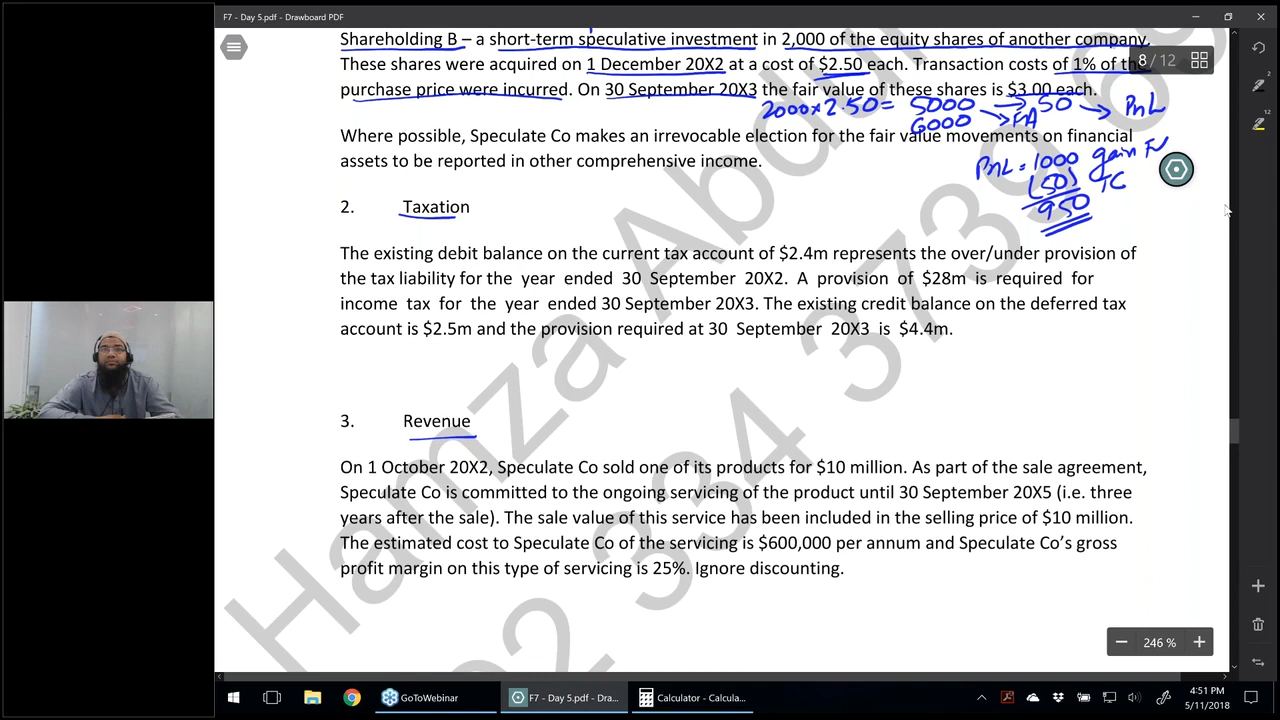 F7 - Day 5.pdf - Drawboard PDF
Shareholding B – a short-term speculative investment in 2,000 of the equity shares of another company.
These shares were acquired on 1 December 20X2 at a cost of $2.50 each. Transaction costs of 1% of the
8 / 12
purchase price were incurred. On 30 September 20X3 the fair value of these shares is $3.00 each.
2000 x 2.50 = 5000 → 50 → PnL
6000 → FA
Where possible, Speculate Co makes an irrevocable election for the fair value movements on financial
assets to be reported in other comprehensive income.
PnL = 1000 gain FV
(50) TC
950
2. Taxation
The existing debit balance on the current tax account of $2.4m represents the over/under provision of
the tax liability for the year ended 30 September 20X2. A provision of $28m is required for
income tax for the year ended 30 September 20X3. The existing credit balance on the deferred tax
account is $2.5m and the provision required at 30 September 20X3 is $4.4m.
3. Revenue
On 1 October 20X2, Speculate Co sold one of its products for $10 million. As part of the sale agreement,
Speculate Co is committed to the ongoing servicing of the product until 30 September 20X5 (i.e. three
years after the sale). The sale value of this service has been included in the selling price of $10 million.
The estimated cost to Speculate Co of the servicing is $600,000 per annum and Speculate Co's gross
profit margin on this type of servicing is 25%. Ignore discounting.
Hamza Abdul
334 3739
246 %
GoToWebinar
F7 - Day 5.pdf - Dra...
Calculator - Calcula...
4:51 PM
5/11/2018